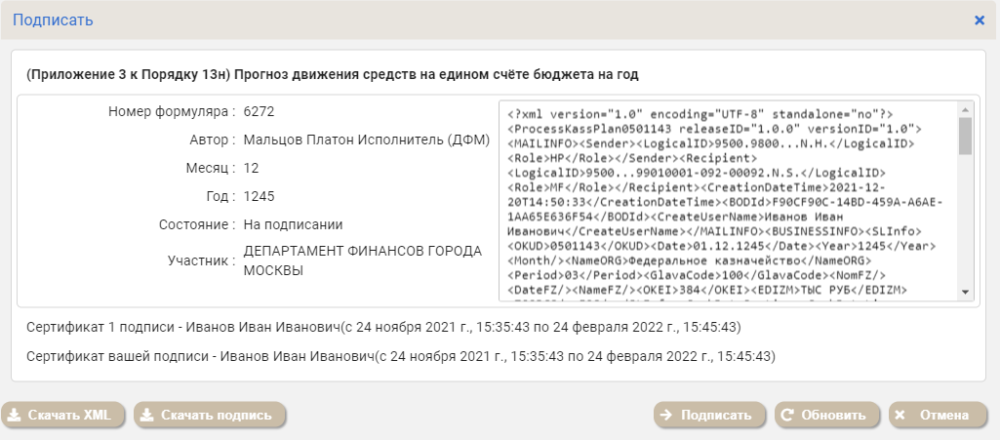 Подписать
(Приложение 3 к Порядку 13н) Прогноз движения средств на едином счёте бюджета на год
Номер формуляра : 6272
Автор : Мальцов Платон Исполнитель (ДФМ)
Месяц : 12
Год : 1245
Состояние : На подписании
Участник : ДЕПАРТАМЕНТ ФИНАНСОВ ГОРОДА
МОСКВЫ
<?xml version="1.0" encoding="UTF-8" standalone="no"?>
<ProcessKassPlan0501143 releaseID="1.0.0" versionID="1.0">
<MAILINFO><Sender><LogicalID>9500.9800...N.H.</LogicalID>
<Role>HP</Role></Sender><Recipient>
<LogicalID>9500...99010001-092-00092.N.S.</LogicalID>
<Role>MF</Role></Recipient><CreationDateTime>2021-12-
20T14:50:33</CreationDateTime><BODId>F90CF90C-14BD-459A-A6AE-
1AA65E636F54</BODId><CreateUserName>Иванов Иван
Иванович</CreateUserName></MAILINFO><BUSINESSINFO><SLInfo>
<OKUD>0501143</OKUD><Date>01.12.1245</Date><Year>1245</Year>
<Month/><NameORG>Федеральное казначейство</NameORG>
<Period>03</Period><GlavaCode>100</GlavaCode><NomFZ/>
<DateFZ/><NameFZ/><OKEI>384</OKEI><EDIZM>ТЫС РУБ</EDIZM>
Сертификат 1 подписи - Иванов Иван Иванович(с 24 ноября 2021 г., 15:35:43 по 24 февраля 2022 г., 15:45:43)
Сертификат вашей подписи - Иванов Иван Иванович(с 24 ноября 2021 г., 15:35:43 по 24 февраля 2022 г., 15:45:43)
Скачать XML Скачать подпись Подписать Обновить Отмена